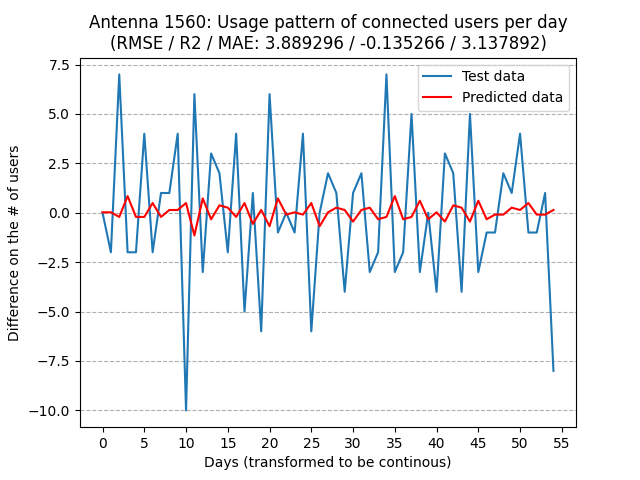 Antenna 1560: Usage pattern of connected users per day
(RMSE / R2 / MAE: 3.889296 / -0.135266 / 3.137892)
Test data
Predicted data
Difference on the # of users
7.5
5.0
2.5
0.0
−2.5
−5.0
−7.5
−10.0
0 5 10 15 20 25 30 35 40 45 50 55
Days (transformed to be continous)